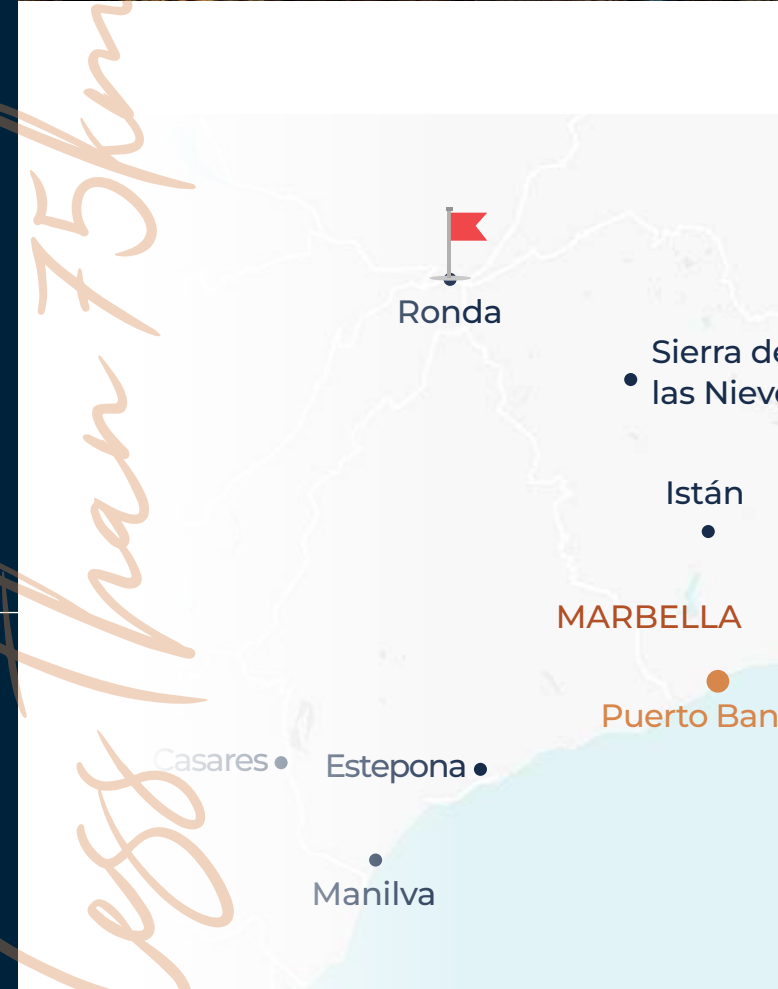 Less than 75km
Ronda
Sierra de
las Nieve
Istán
MARBELLA
Puerto Ban
Casares
Estepona
Manilva